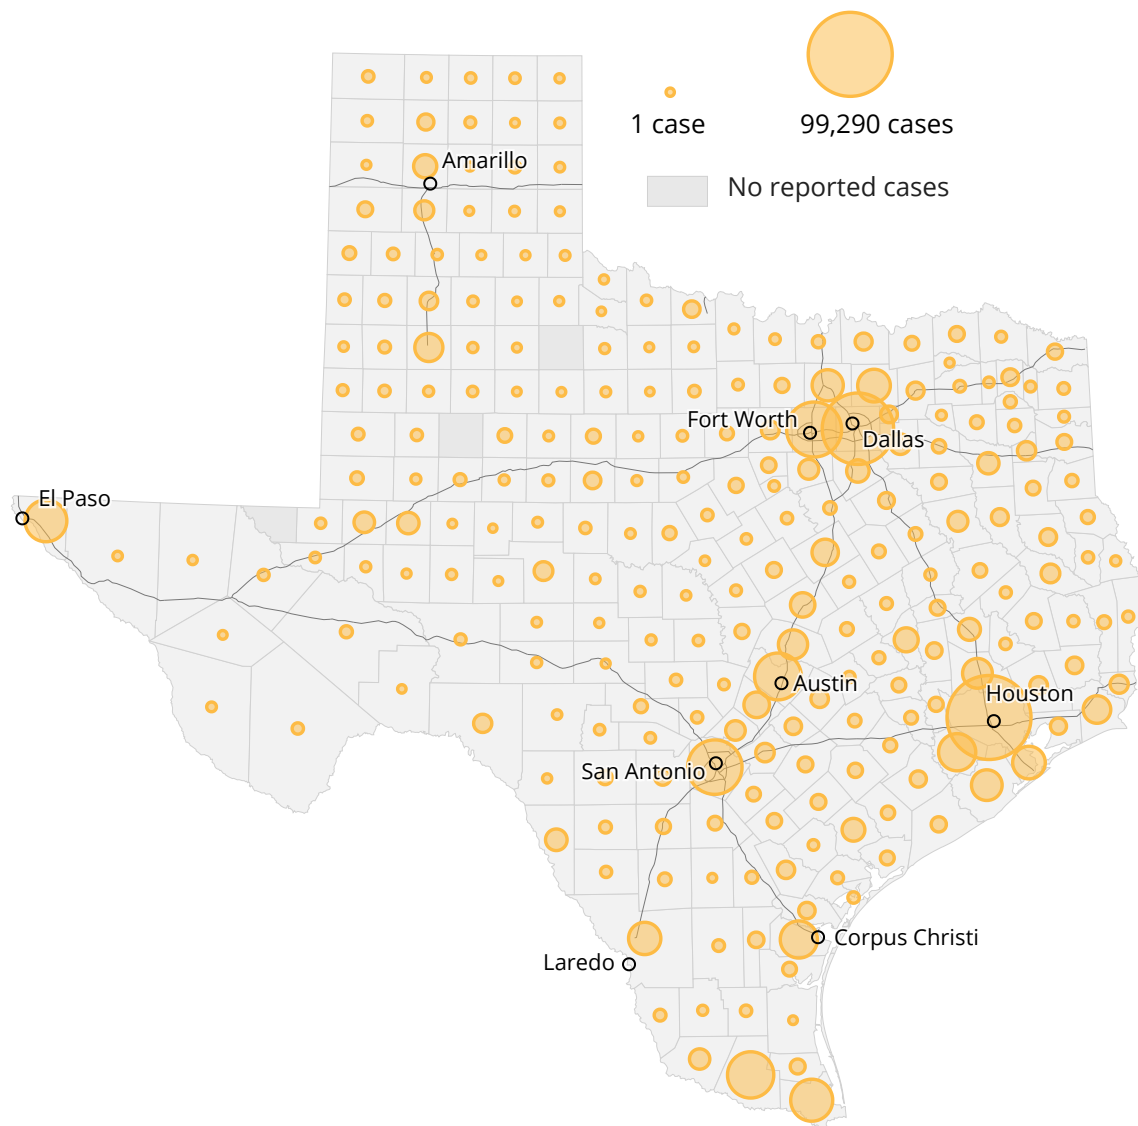 1 case
99,290 cases
Amarillo
No reported cases
Fort Worth
Dallas
El Paso
Austin
Houston
San Antonio
Corpus Christi
Laredo